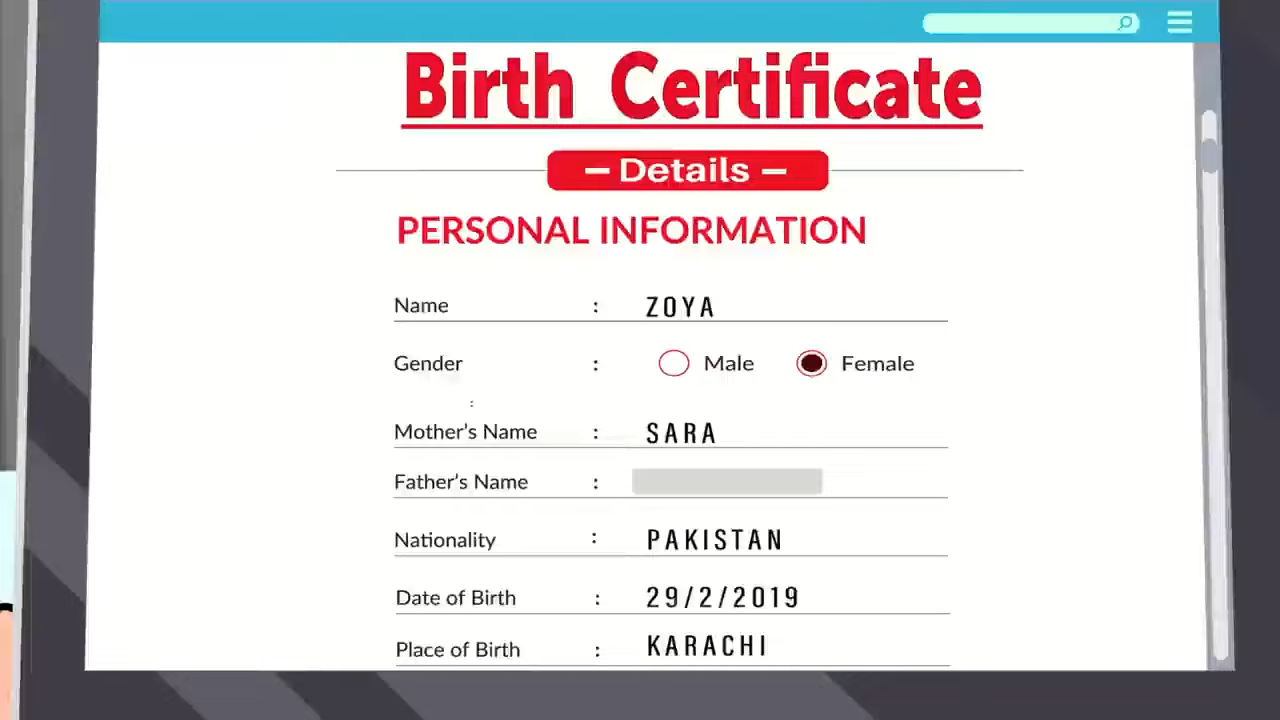 Birth Certificate
– Details –
PERSONAL INFORMATION
Name : ZOYA
Gender : Male Female
:
Mother's Name : SARA
Father's Name :
Nationality : PAKISTAN
Date of Birth : 29/2/2019
Place of Birth : KARACHI